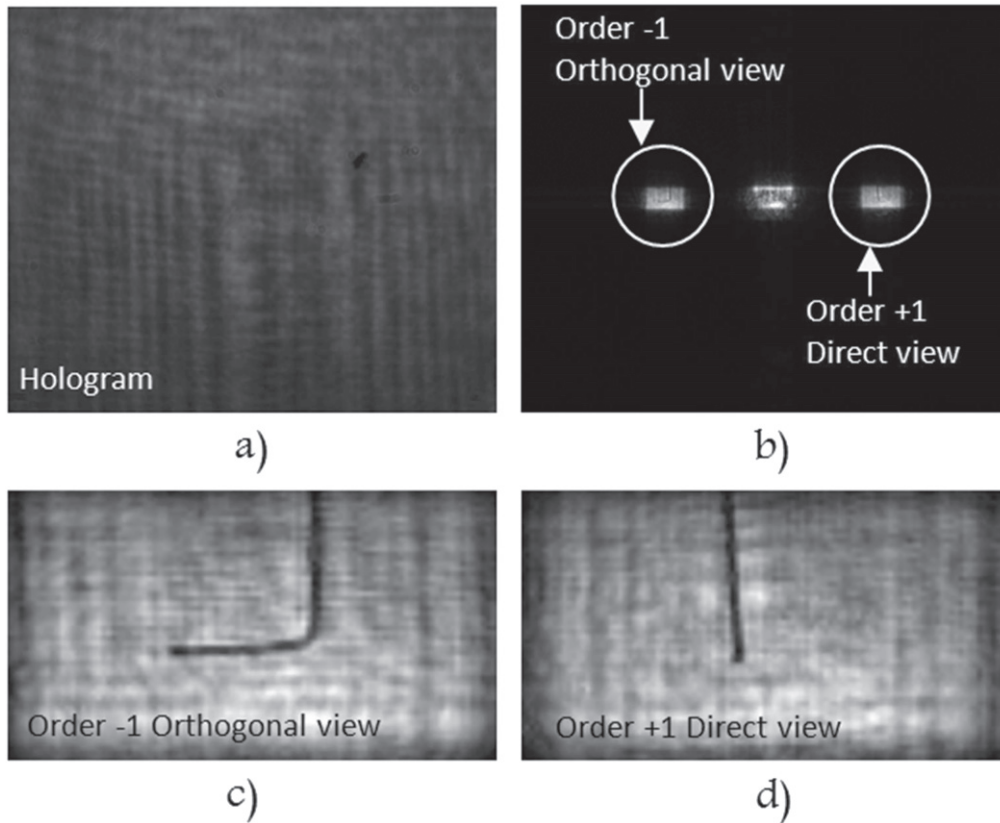 Hologram
a)
Order -1
Orthogonal view
Order +1
Direct view
b)
Order -1 Orthogonal view
c)
Order +1 Direct view
d)